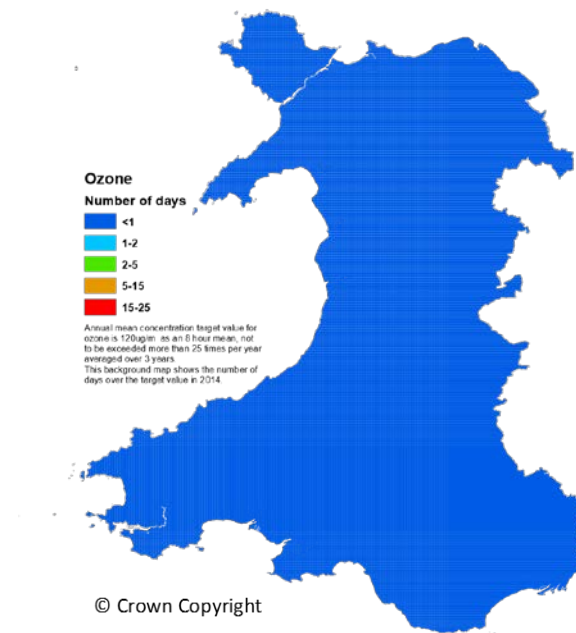 Ozone
Number of days
<1
1-2
2-5
5-15
15-25
Annual mean concentration target value for
ozone is 120ug/m as an 8 hour mean, not
to be exceeded more than 25 times per year
averaged over 3 years.
This background map shows the number of
days over the target value in 2014.
© Crown Copyright